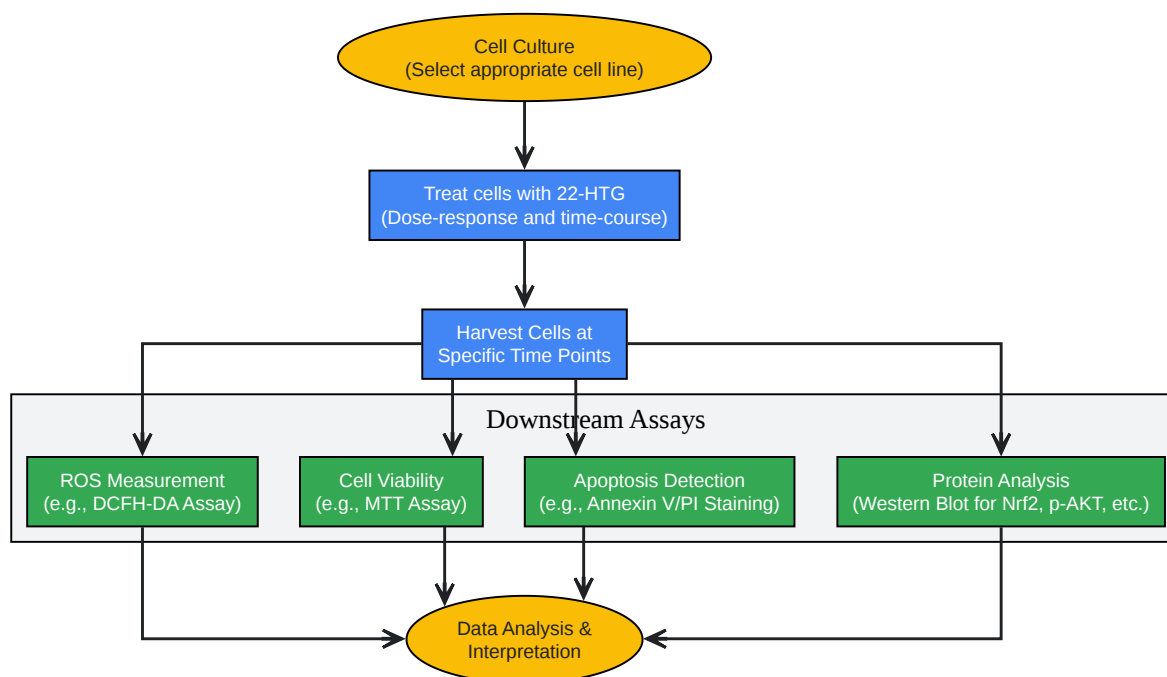 Cell Culture
(Select appropriate cell line)
Treat cells with 22-HTG
(Dose-response and time-course)
Harvest Cells at
Specific Time Points
Downstream Assays
ROS Measurement
(e.g., DCFH-DA Assay)
Cell Viability
(e.g., MTT Assay)
Apoptosis Detection
(e.g., Annexin V/PI Staining)
Protein Analysis
(Western Blot for Nrf2, p-AKT, etc.)
Data Analysis &
Interpretation